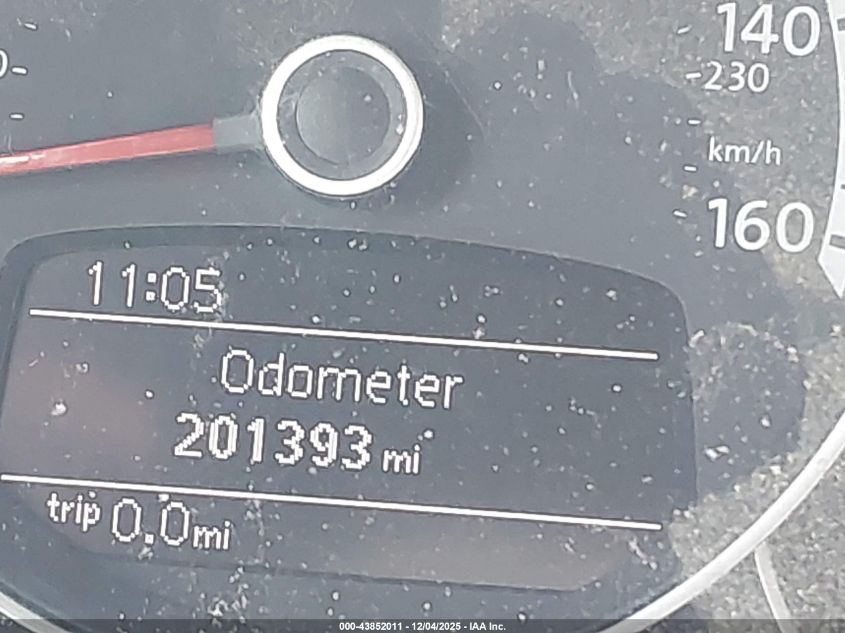 140
230
km/h
160
11:05
Odometer
201393 mi
trip 0.0mi
000-43852011 - 12/04/2025 - IAA Inc.